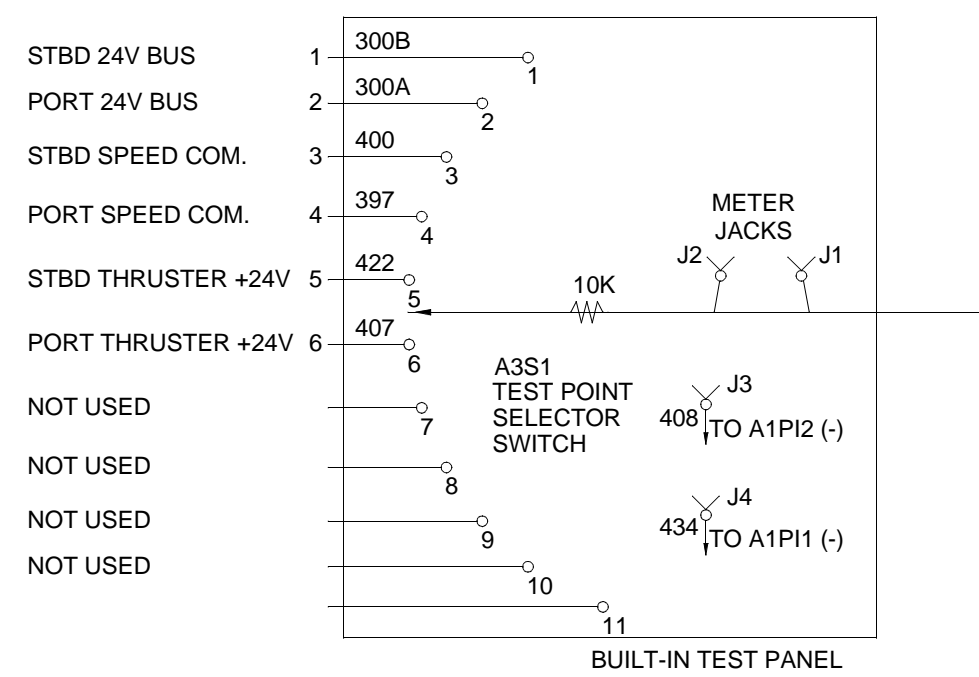 STBD 24V BUS 1 300B 1
PORT 24V BUS 2 300A 2
STBD SPEED COM. 3 400 3
PORT SPEED COM. 4 397 4
STBD THRUSTER +24V 5 422 5
PORT THRUSTER +24V 6 407 6
NOT USED 7
NOT USED 8
NOT USED 9
NOT USED 10
11
METER
JACKS
J2 J1
10K
A3S1
TEST POINT
SELECTOR
SWITCH
J3
408 TO A1PI2 (-)
J4
434 TO A1PI1 (-)
BUILT-IN TEST PANEL